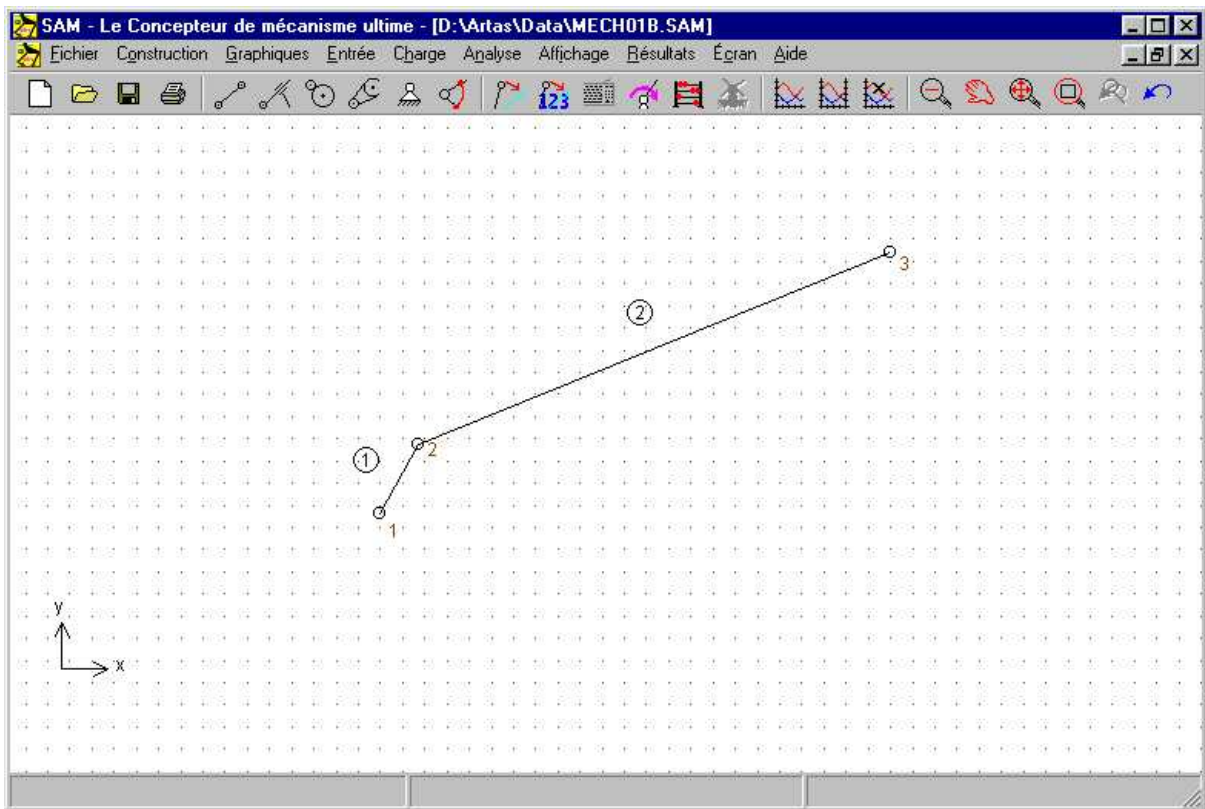 SAM - Le Concepteur de mécanisme ultime - [D:\Artas\Data\MECH01B.SAM]
Fichier Construction Graphiques Entrée Charge Analyse Affichage Résultats Écran Aide
123
3
2
2
1
1
y
x